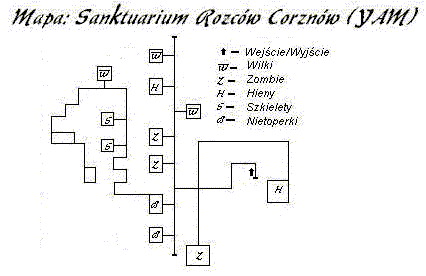 Mapa: Sanktuarium Rozców Corznów (YAM)
– Wejście/Wyjście
W – Wilki
Z – Zombie
H – Hieny
S – Szkielety
– Nietoperki
W
W
H
W
S
Z
S
Z
H
Z